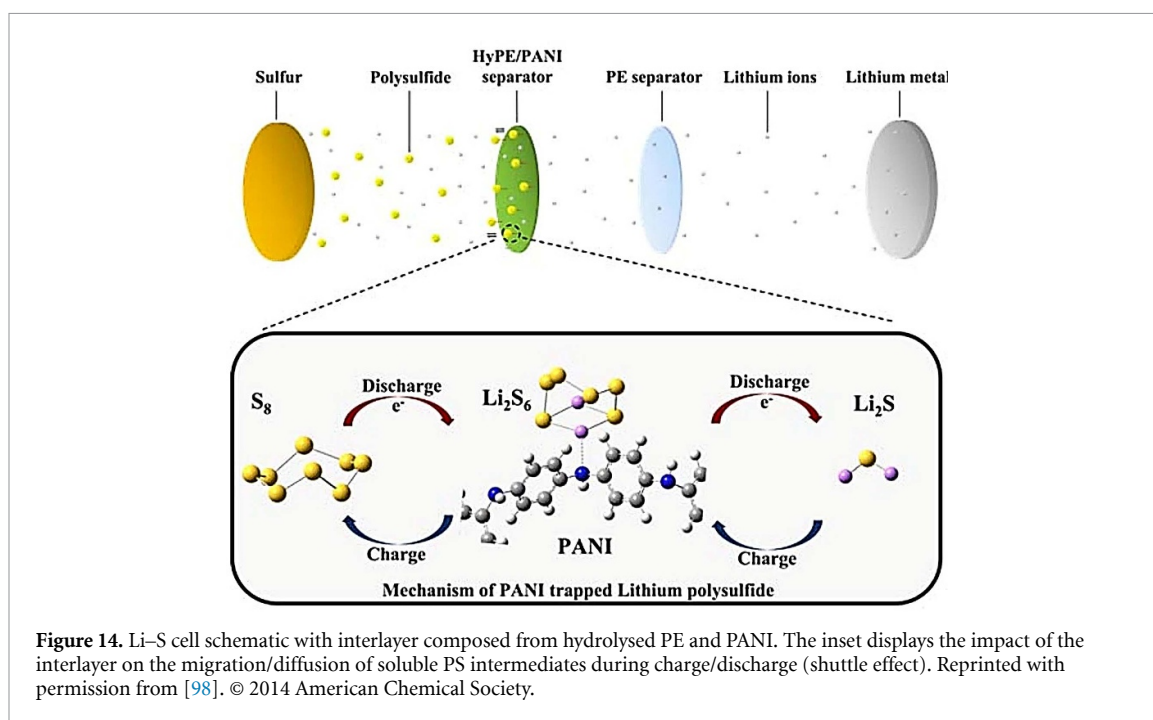 HyPE/PANI
Sulfur Polysulfide separator PE separator Lithium ions Lithium metal
S8
Discharge
e-
Li2S6
Discharge
e-
Li2S
Charge
PANI
Charge
Mechanism of PANI trapped Lithium polysulfide
Figure 14. Li–S cell schematic with interlayer composed from hydrolysed PE and PANI. The inset displays the impact of the
interlayer on the migration/diffusion of soluble PS intermediates during charge/discharge (shuttle effect). Reprinted with
permission from [98]. © 2014 American Chemical Society.